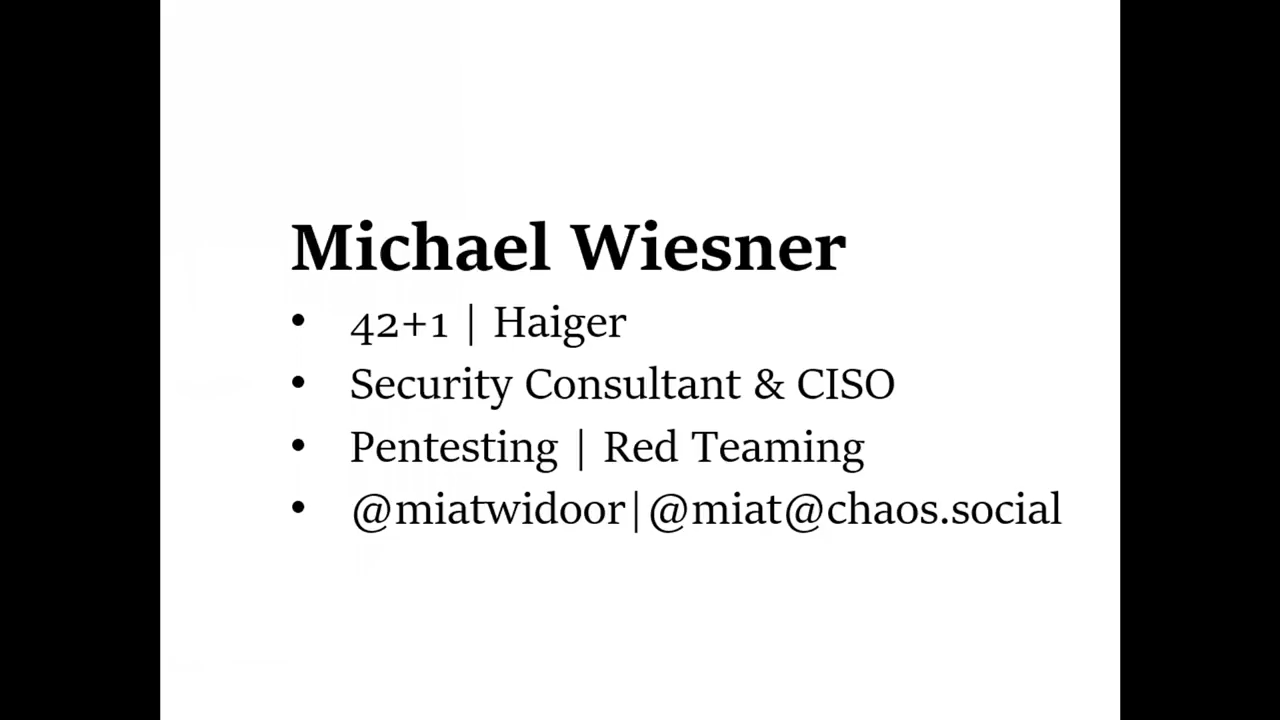 Michael Wiesner
• 42+1 | Haiger
• Security Consultant & CISO
• Pentesting | Red Teaming
• @miatwidoor|@miat@chaos.social